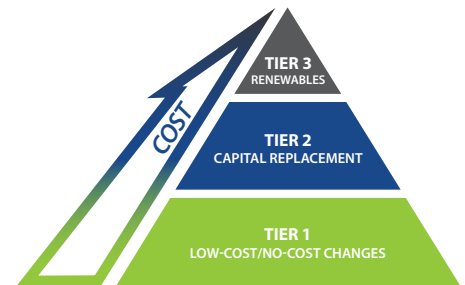 TIER 3
RENEWABLES
COST
TIER 2
CAPITAL REPLACEMENT
TIER 1
LOW-COST/NO-COST CHANGES